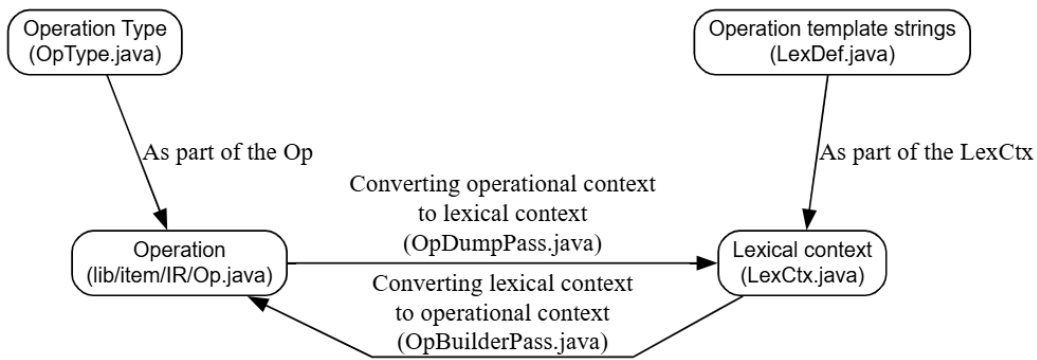 Operation Type
(OpType.java)
Operation template strings
(LexDef.java)
As part of the Op
As part of the LexCtx
Converting operational context
to lexical context
(OpDumpPass.java)
Operation
(lib/item/IR/Op.java)
Lexical context
(LexCtx.java)
Converting lexical context
to operational context
(OpBuilderPass.java)